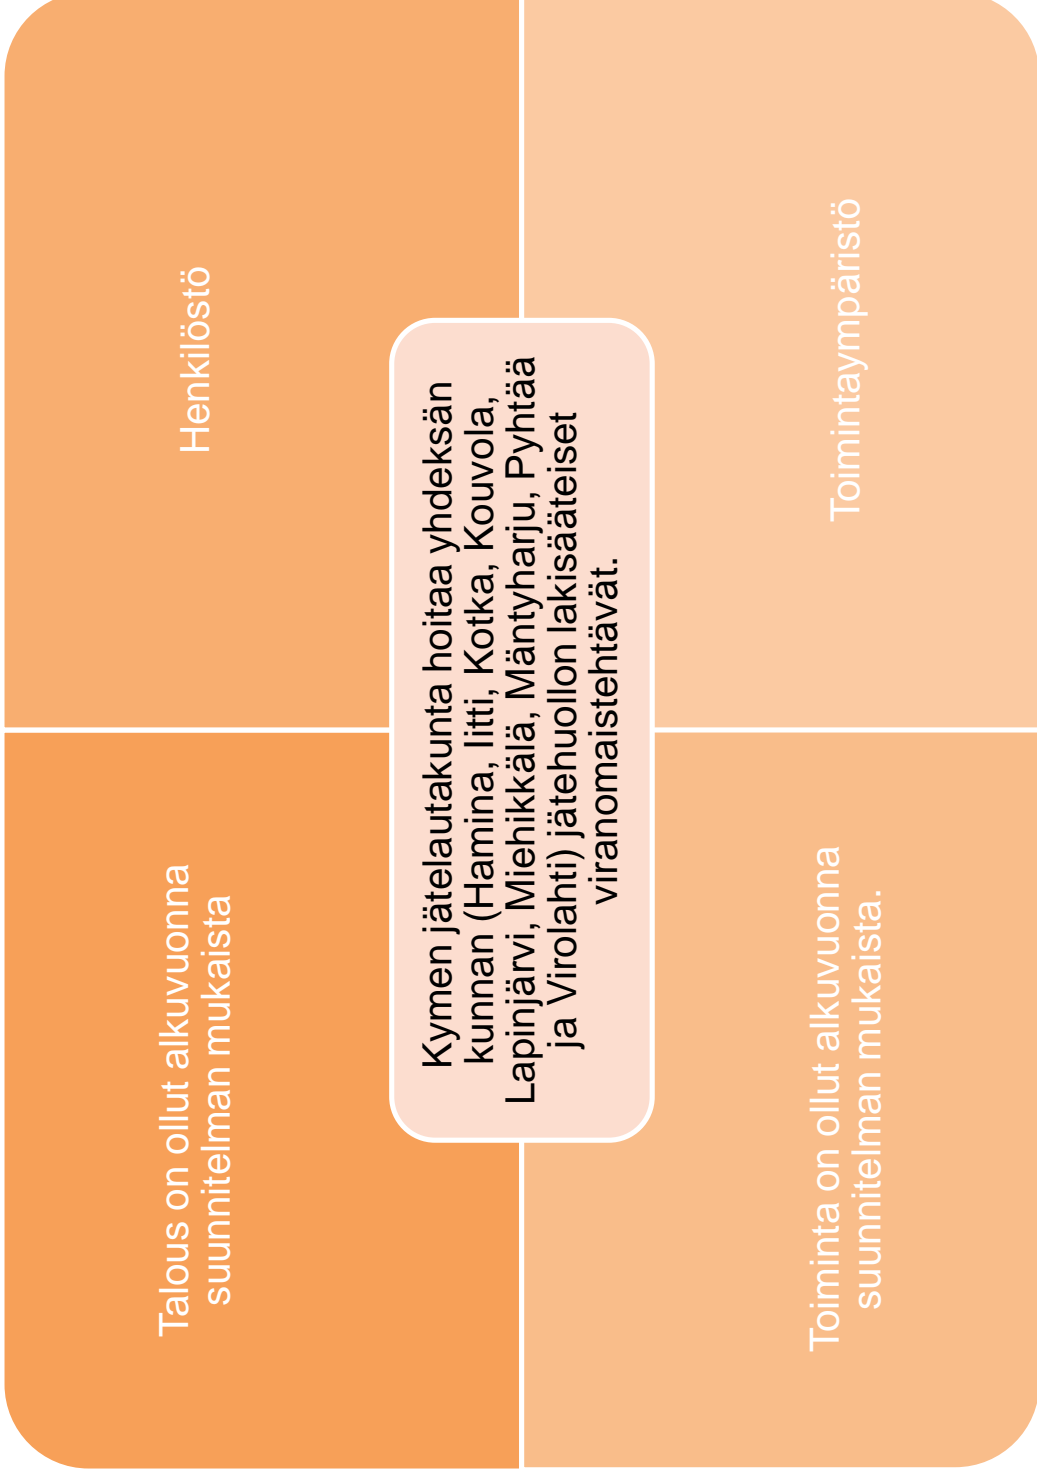 Talous on ollut alkuvuonna
suunnitelman mukaista
Henkilöstö
Kymen jätelautakunta hoitaa yhdeksän
kunnan (Hamina, Iitti, Kotka, Kouvola,
Lapinjärvi, Miehikkälä, Mäntyharju, Pyhtää
ja Virolahti) jätehuollon lakisääteiset
viranomaistehtävät.
Toiminta on ollut alkuvuonna
suunnitelman mukaista.
Toimintaympäristö